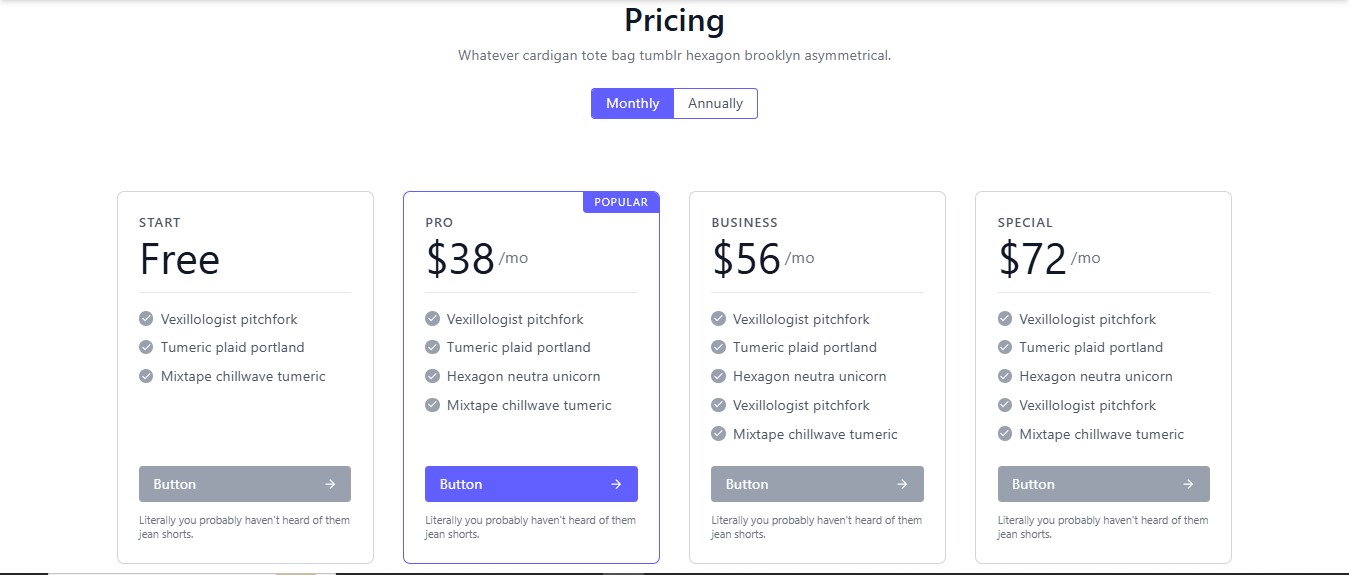 Pricing
Whatever cardigan tote bag tumblr hexagon brooklyn asymmetrical.
Monthly Annually
START
Free
Vexillologist pitchfork
Tumeric plaid portland
Mixtape chillwave tumeric
Button
Literally you probably haven't heard of them
jean shorts.
POPULAR
PRO
$38 /mo
Vexillologist pitchfork
Tumeric plaid portland
Hexagon neutra unicorn
Mixtape chillwave tumeric
Button
Literally you probably haven't heard of them
jean shorts.
BUSINESS
$56 /mo
Vexillologist pitchfork
Tumeric plaid portland
Hexagon neutra unicorn
Vexillologist pitchfork
Mixtape chillwave tumeric
Button
Literally you probably haven't heard of them
jean shorts.
SPECIAL
$72 /mo
Vexillologist pitchfork
Tumeric plaid portland
Hexagon neutra unicorn
Vexillologist pitchfork
Mixtape chillwave tumeric
Button
Literally you probably haven't heard of them
jean shorts.